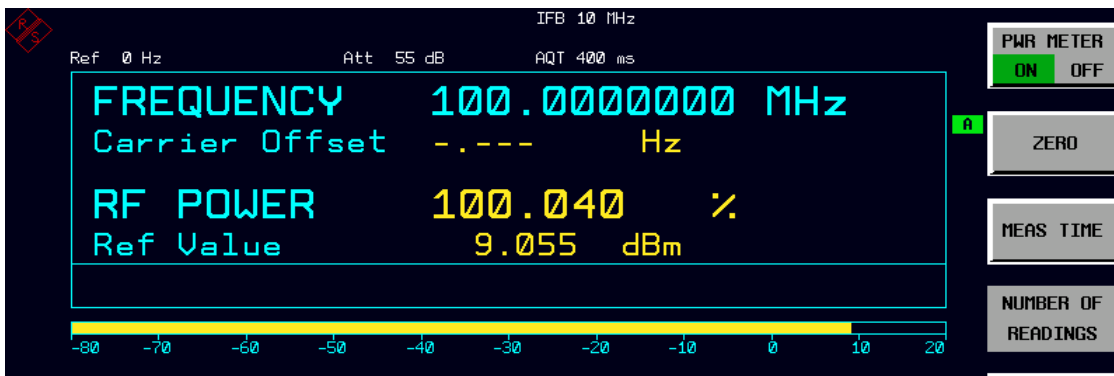 R
S
IFB 10 MHz
Ref 0 Hz Att 55 dB AQT 400 ms
FREQUENCY 100.0000000 MHz
Carrier Offset -.--- Hz
RF POWER 100.040 %
Ref Value 9.055 dBm
-80 -70 -60 -50 -40 -30 -20 -10 0 10 20
A
PWR METER
ON OFF
ZERO
MEAS TIME
NUMBER OF
READINGS